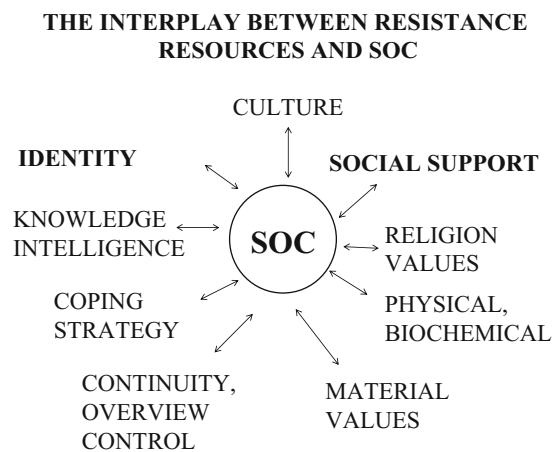 THE INTERPLAY BETWEEN RESISTANCE
RESOURCES AND SOC
CULTURE
IDENTITY
SOCIAL SUPPORT
KNOWLEDGE
INTELLIGENCE
SOC
RELIGION
VALUES
COPING
STRATEGY
PHYSICAL,
BIOCHEMICAL
CONTINUITY,
OVERVIEW
CONTROL
MATERIAL
VALUES